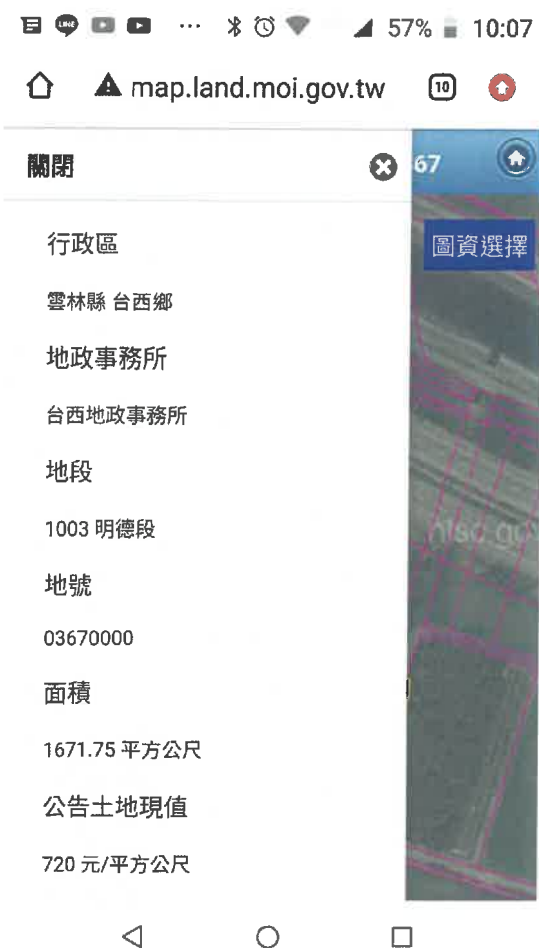 LINE ... 57% 10:07
map.land.moi.gov.tw 10
關閉 67
行政區 圖資選擇
雲林縣 台西鄉
地政事務所
台西地政事務所
地段
1003 明德段
nlsc.gov
地號
03670000
面積
1671.75 平方公尺
公告土地現值
720 元/平方公尺